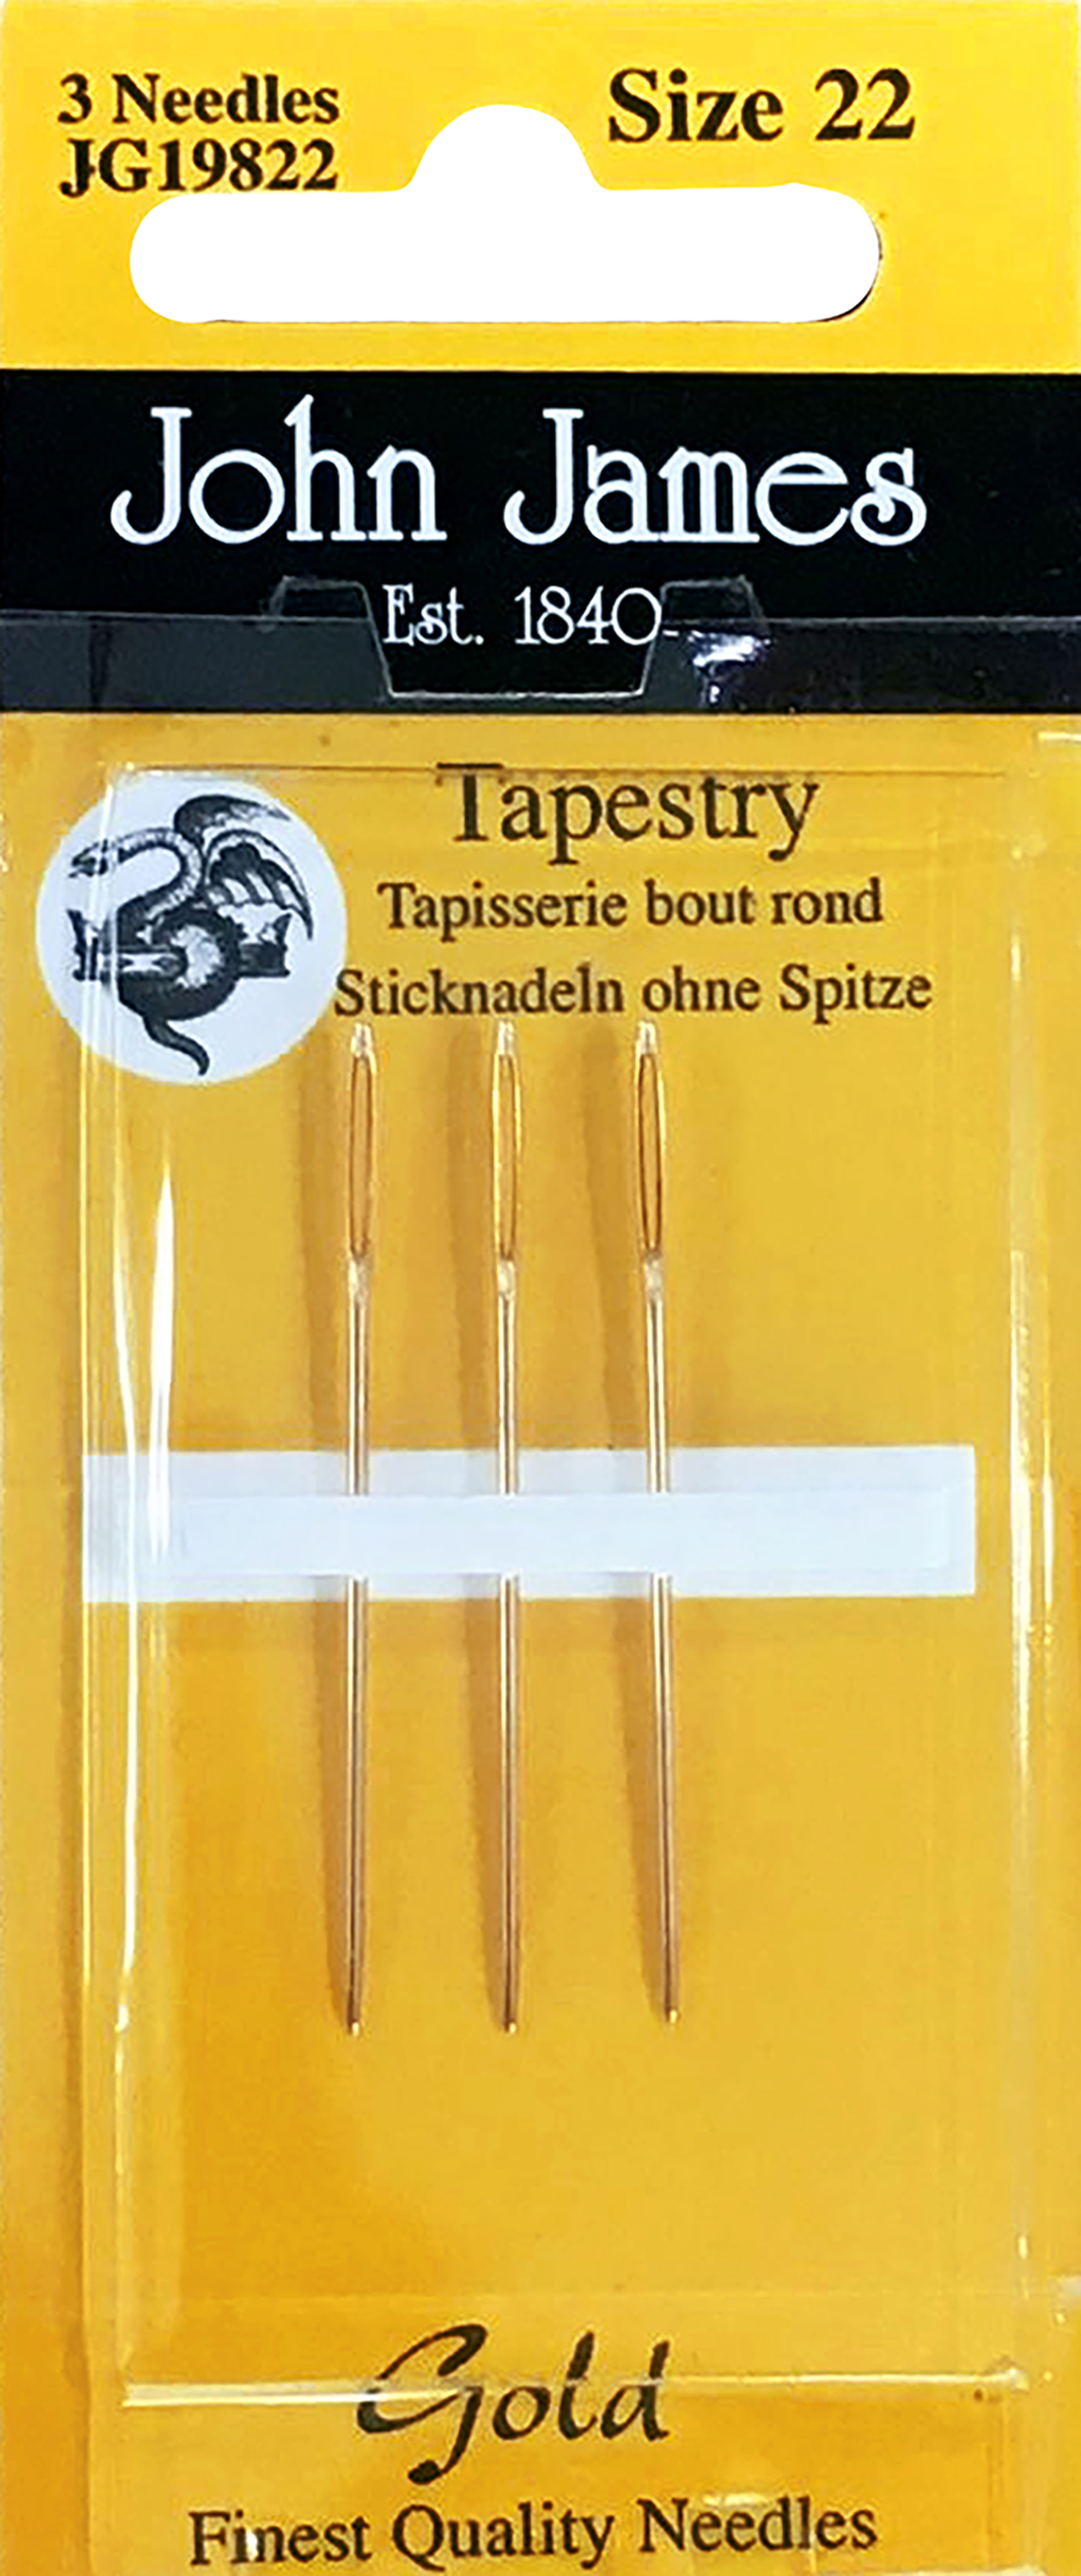 3 Needles
JG19822
Size 22
John James
Est. 1840
Tapestry
Tapisserie bout rond
Sticknadeln ohne Spitze
Gold
Finest Quality Needles